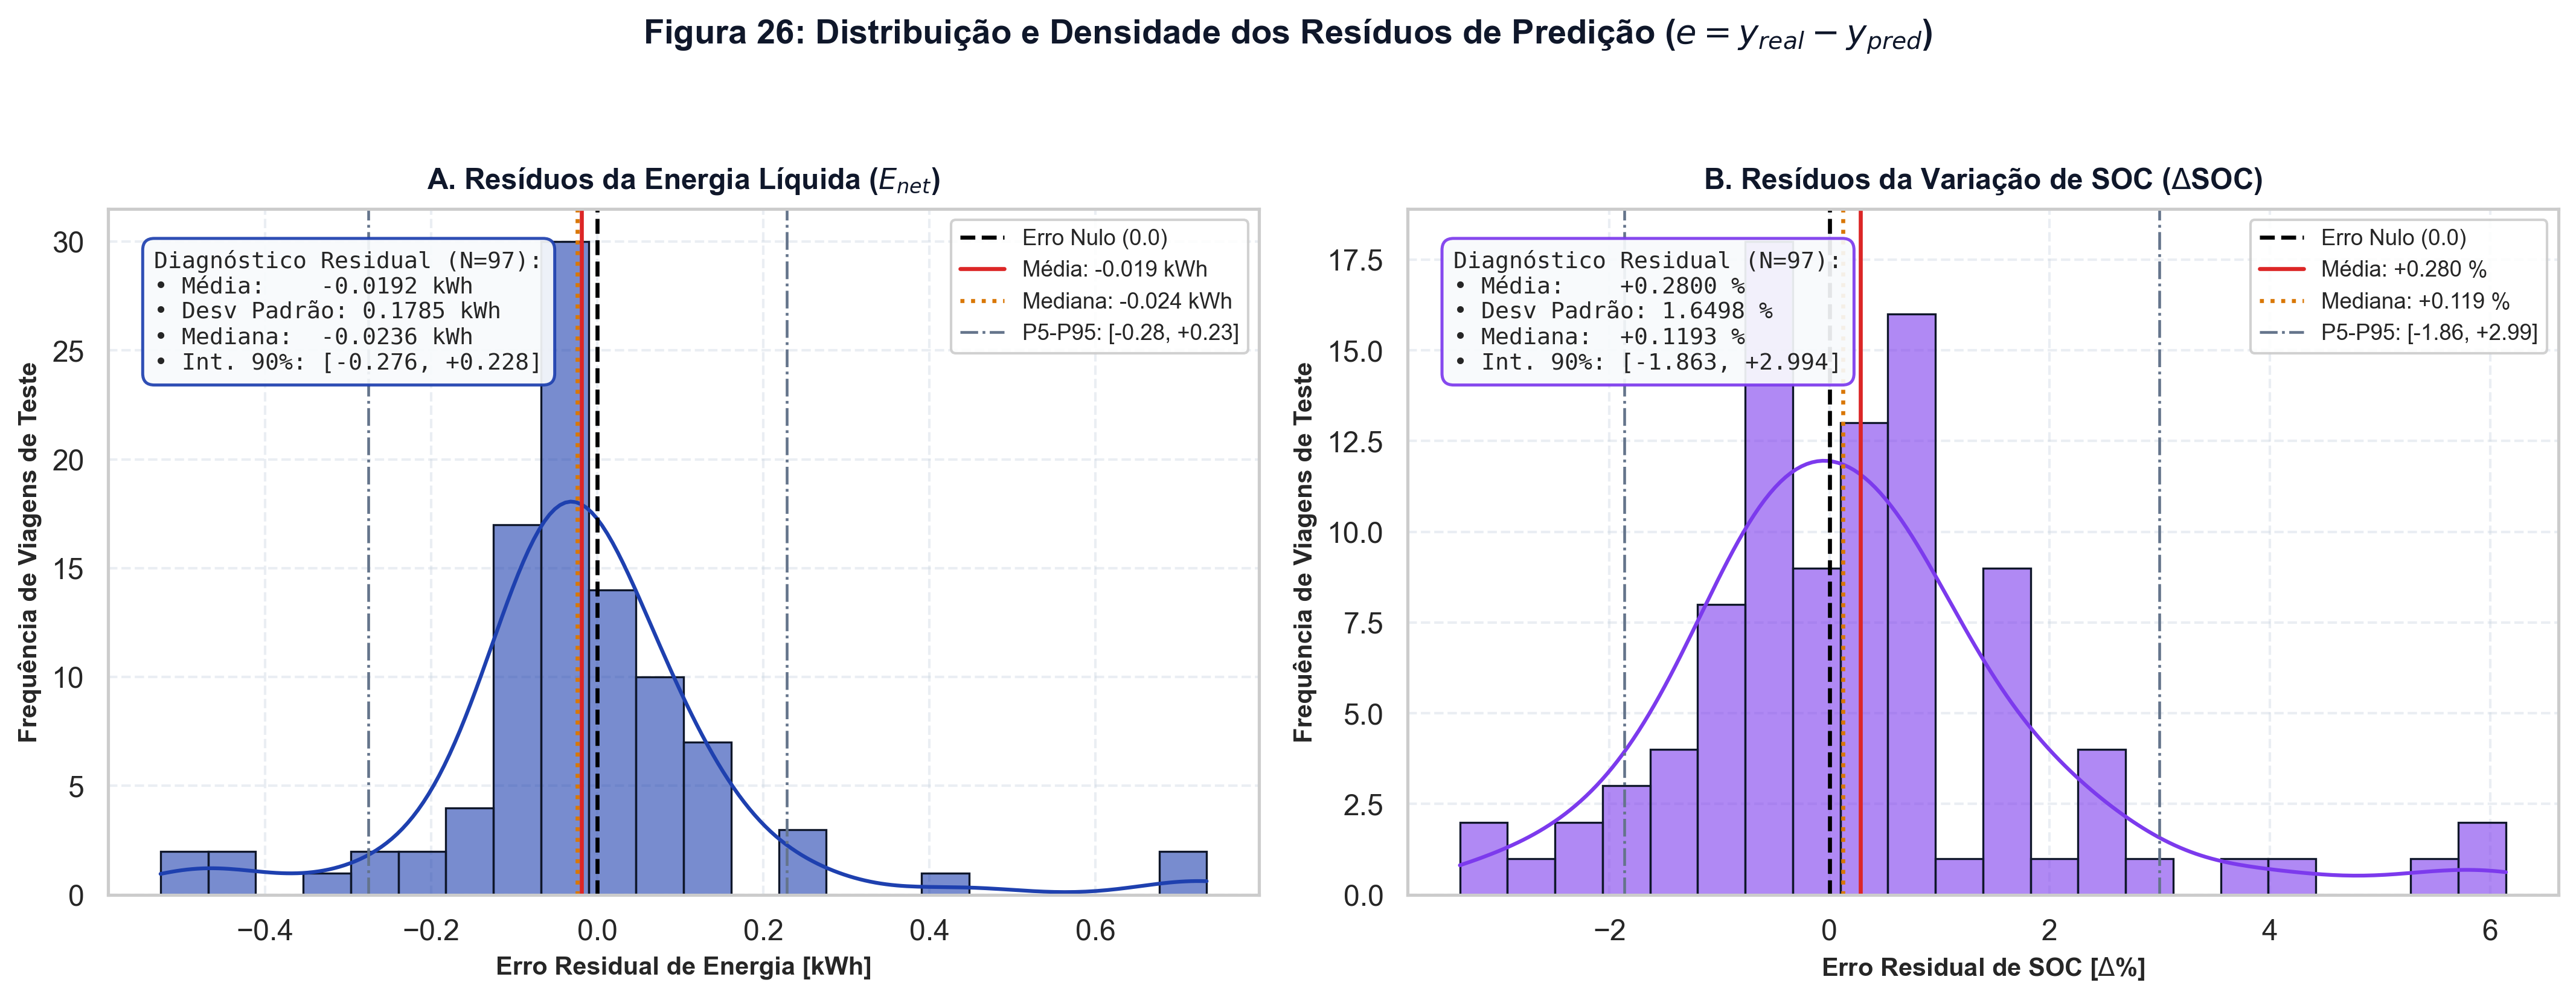 Figura 26: Distribuição e Densidade dos Resíduos de Predição (e = y_real − y_pred)
A. Resíduos da Energia Líquida (E_net)
Frequência de Viagens de Teste
30
25
20
15
10
5
0
Diagnóstico Residual (N=97):
• Média: -0.0192 kWh
• Desv Padrão: 0.1785 kWh
• Mediana: -0.0236 kWh
• Int. 90%: [-0.276, +0.228]
Erro Nulo (0.0)
Média: -0.019 kWh
Mediana: -0.024 kWh
P5-P95: [-0.28, +0.23]
−0.4 −0.2 0.0 0.2 0.4 0.6
Erro Residual de Energia [kWh]
B. Resíduos da Variação de SOC (ΔSOC)
Frequência de Viagens de Teste
17.5
15.0
12.5
10.0
7.5
5.0
2.5
0.0
Diagnóstico Residual (N=97):
• Média: +0.2800 %
• Desv Padrão: 1.6498 %
• Mediana: +0.1193 %
• Int. 90%: [-1.863, +2.994]
Erro Nulo (0.0)
Média: +0.280 %
Mediana: +0.119 %
P5-P95: [-1.86, +2.99]
−2 0 2 4 6
Erro Residual de SOC [Δ%]